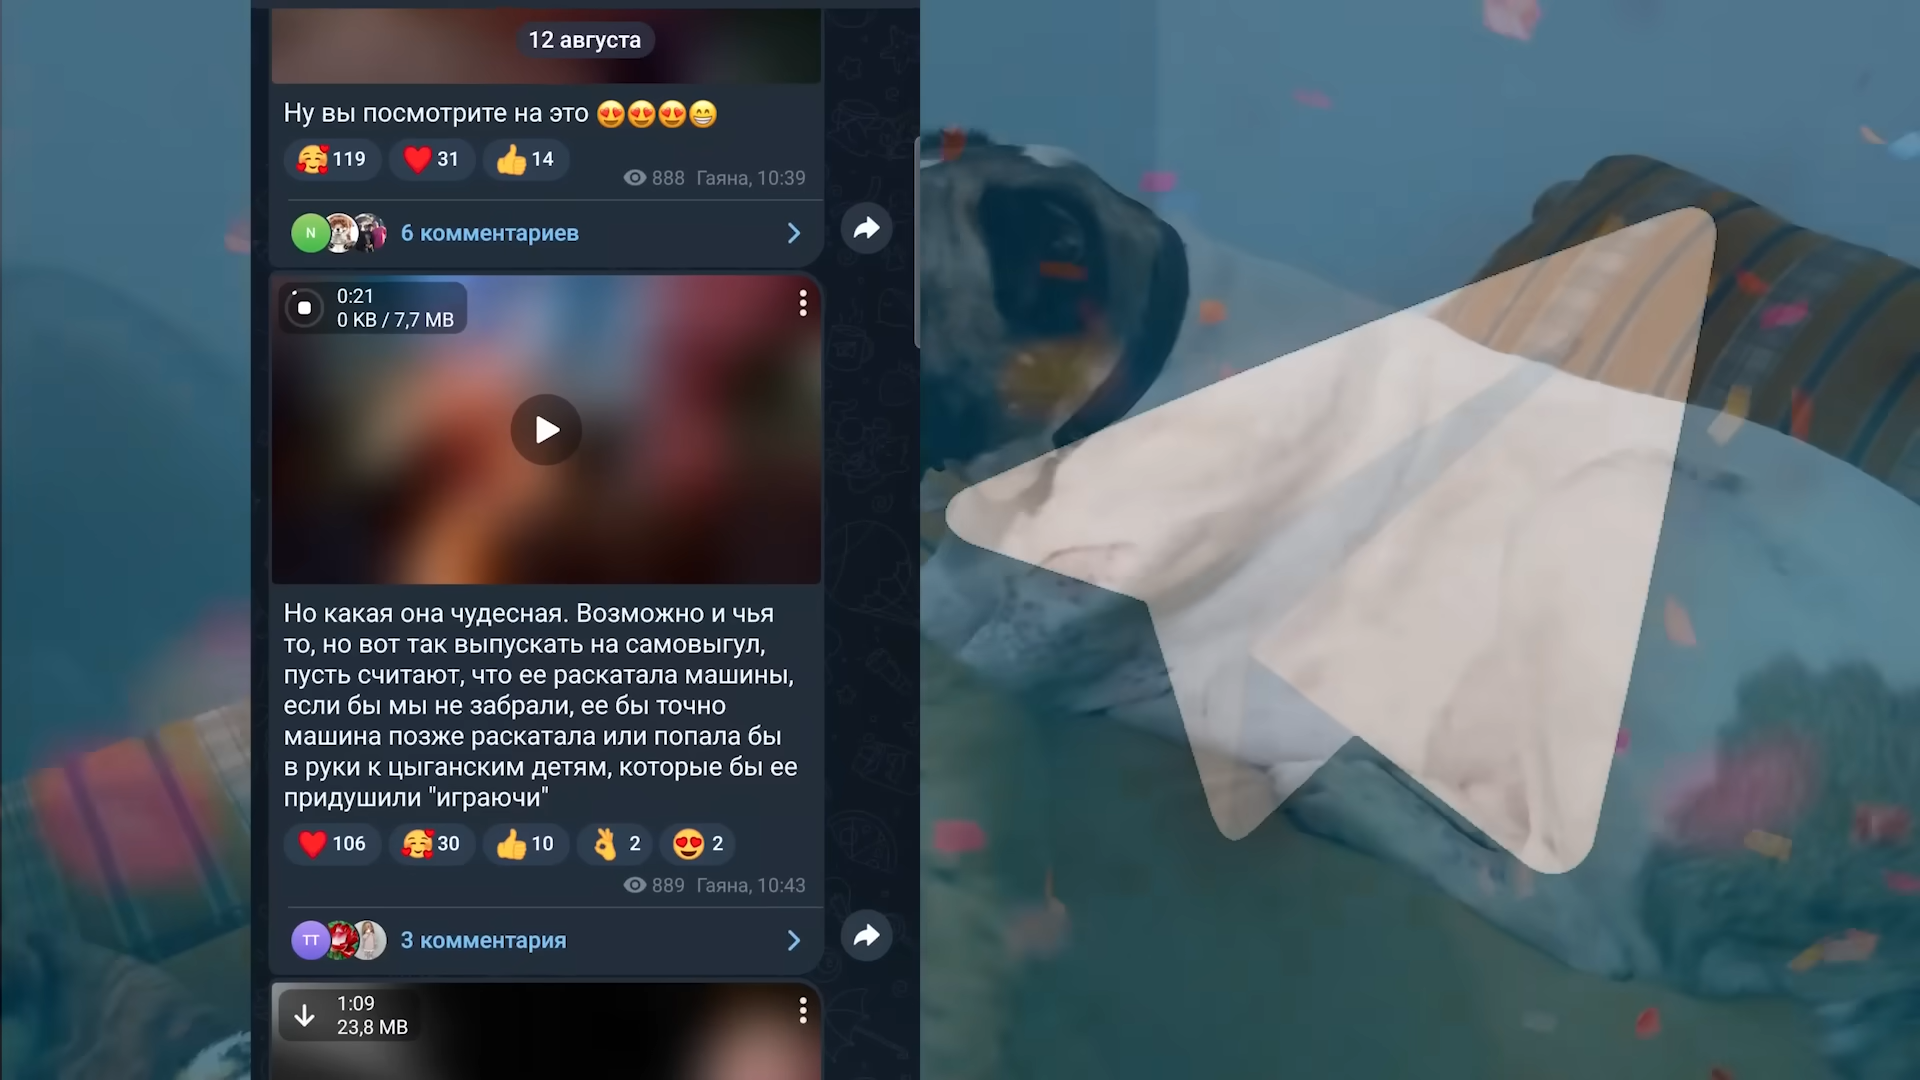 12 августа
Ну вы посмотрите на это 😍😍😍😁
🥰 119 ❤️ 31 👍 14
888 Гаяна, 10:39
N
6 комментариев
0:21
0 KB / 7,7 MB
Но какая она чудесная. Возможно и чья
то, но вот так выпускать на самовыгул,
пусть считают, что ее раскатала машины,
если бы мы не забрали, ее бы точно
машина позже раскатала или попала бы
в руки к цыганским детям, которые бы ее
придушили "играючи"
❤️ 106 🥰 30 👍 10 👌 2 😍 2
889 Гаяна, 10:43
ТТ
3 комментария
1:09
23,8 MB